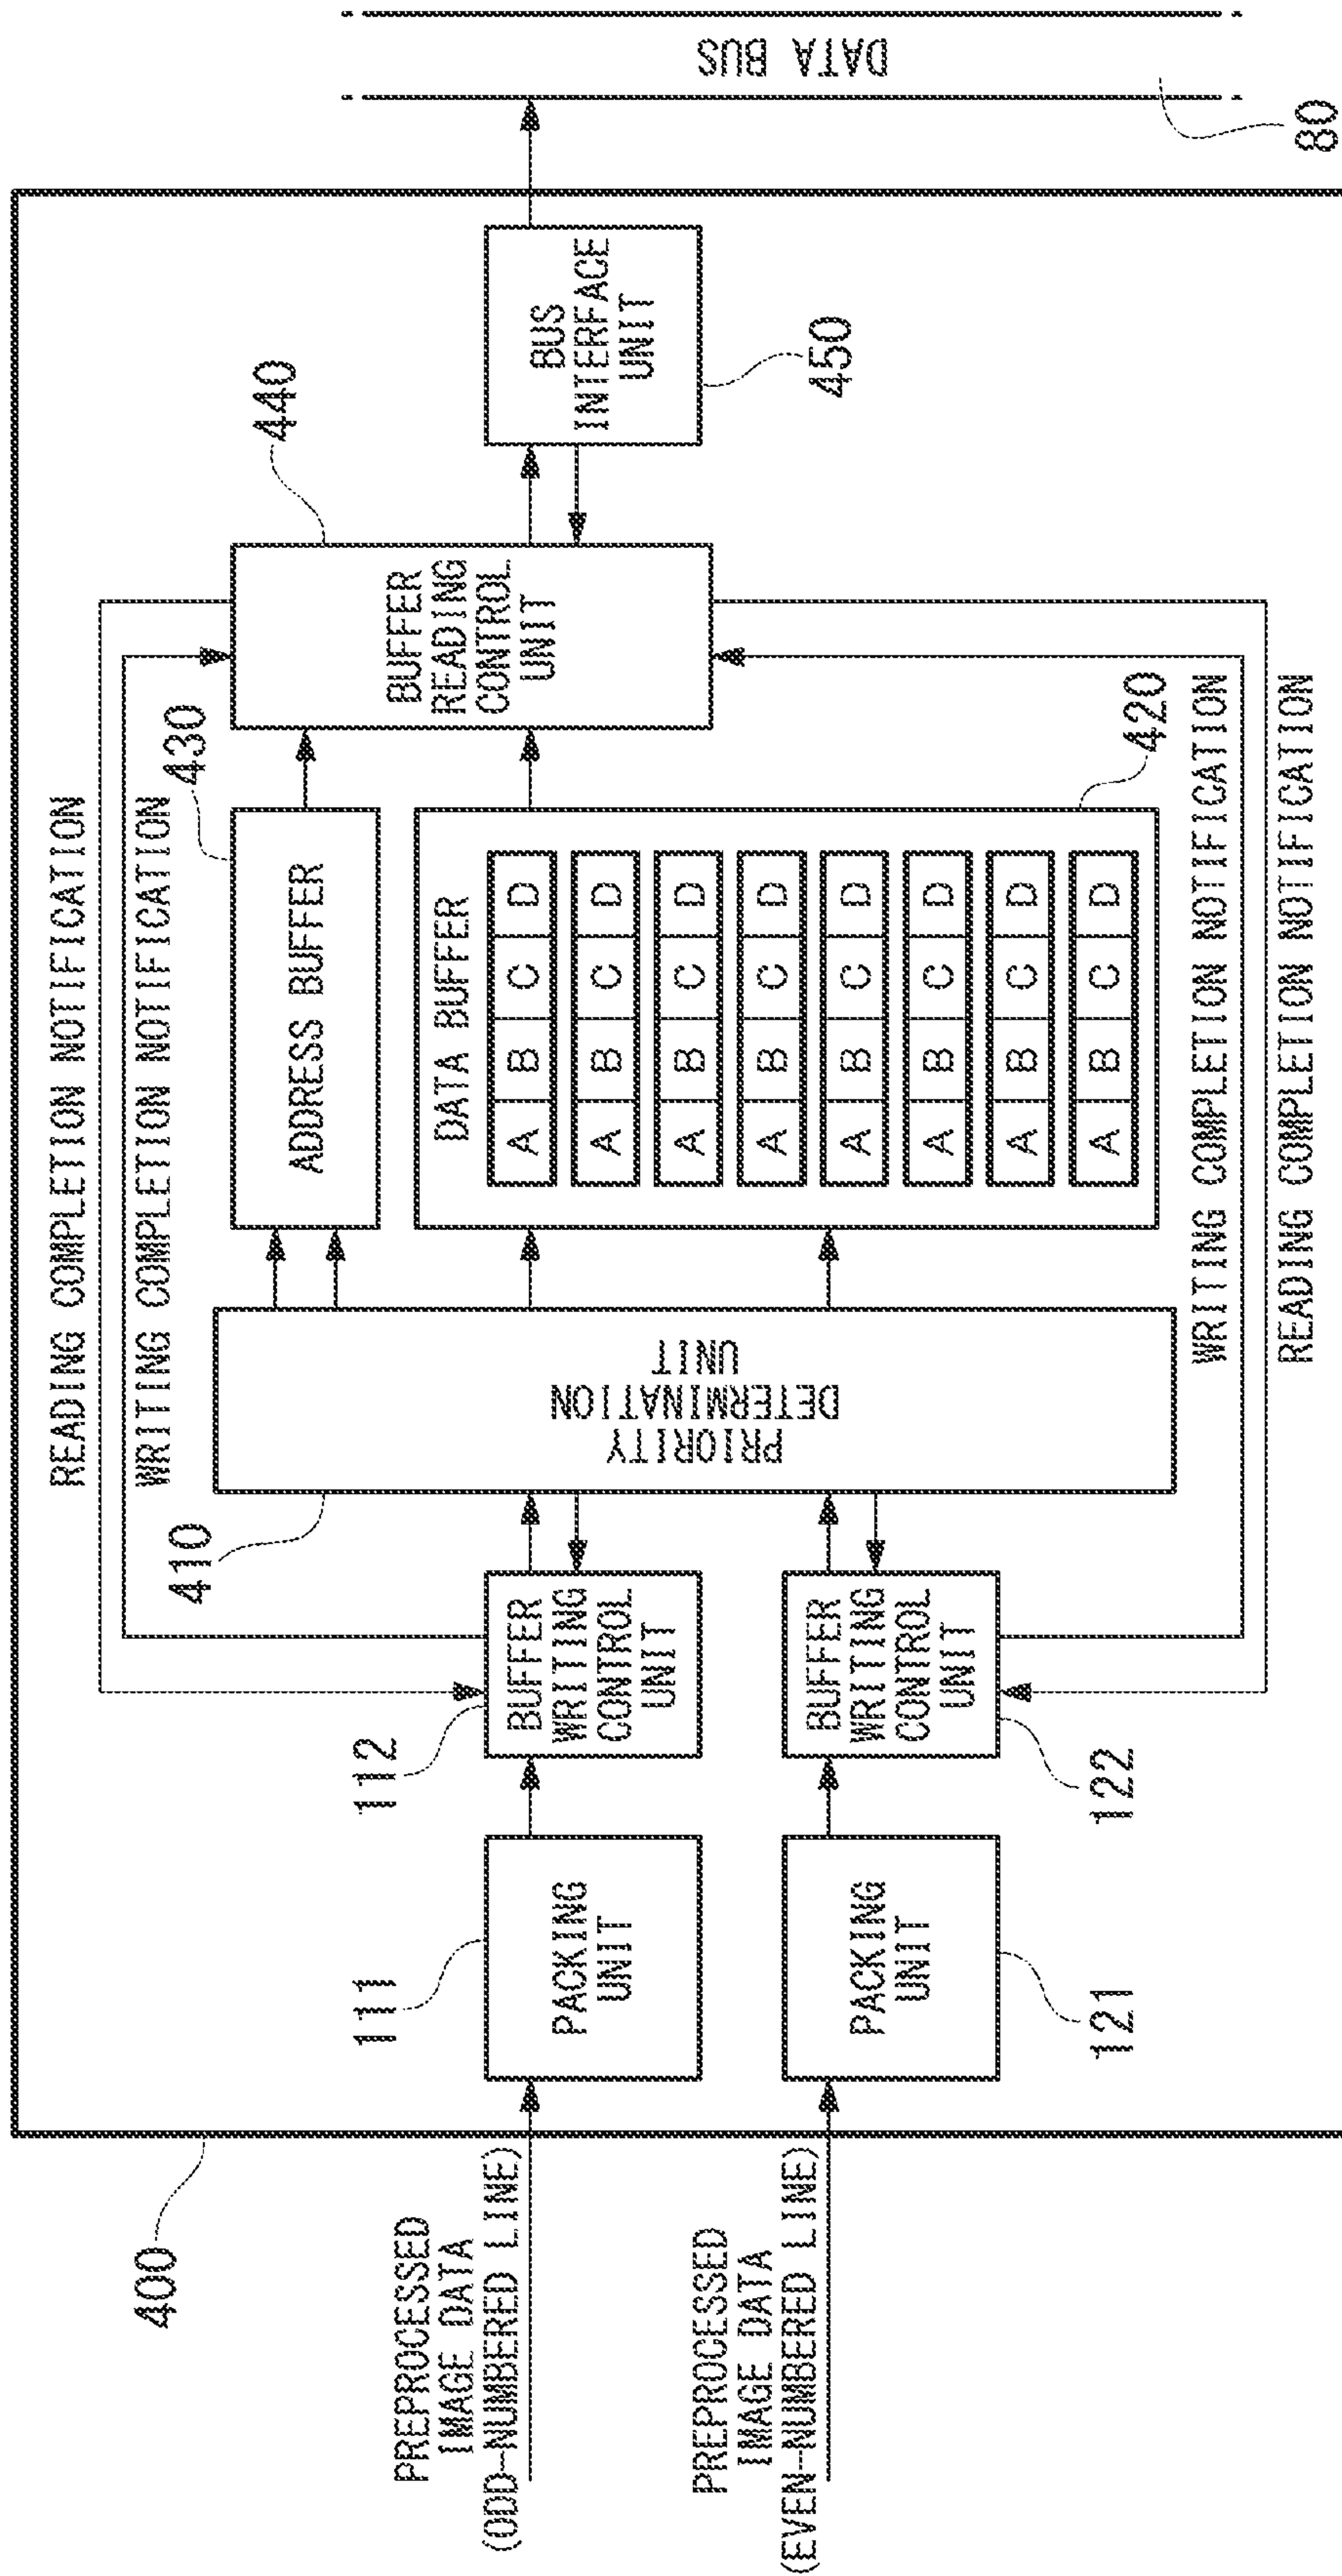 400
PREPROCESSED
IMAGE DATA
(ODD-NUMBERED LINE)
PREPROCESSED
IMAGE DATA
(EVEN-NUMBERED LINE)
111
PACKING
UNIT
PACKING
UNIT
121
112
BUFFER
WRITING
CONTROL
UNIT
BUFFER
WRITING
CONTROL
UNIT
122
READING COMPLETION NOTIFICATION
WRITING COMPLETION NOTIFICATION
410
PRIORITY
DETERMINATION
UNIT
430
ADDRESS BUFFER
DATA BUFFER
A B C D
A B C D
A B C D
A B C D
A B C D
A B C D
A B C D
A B C D
420
WRITING COMPLETION NOTIFICATION
READING COMPLETION NOTIFICATION
440
BUFFER
READING
CONTROL
UNIT
BUS
INTERFACE
UNIT
450
DATA BUS
80